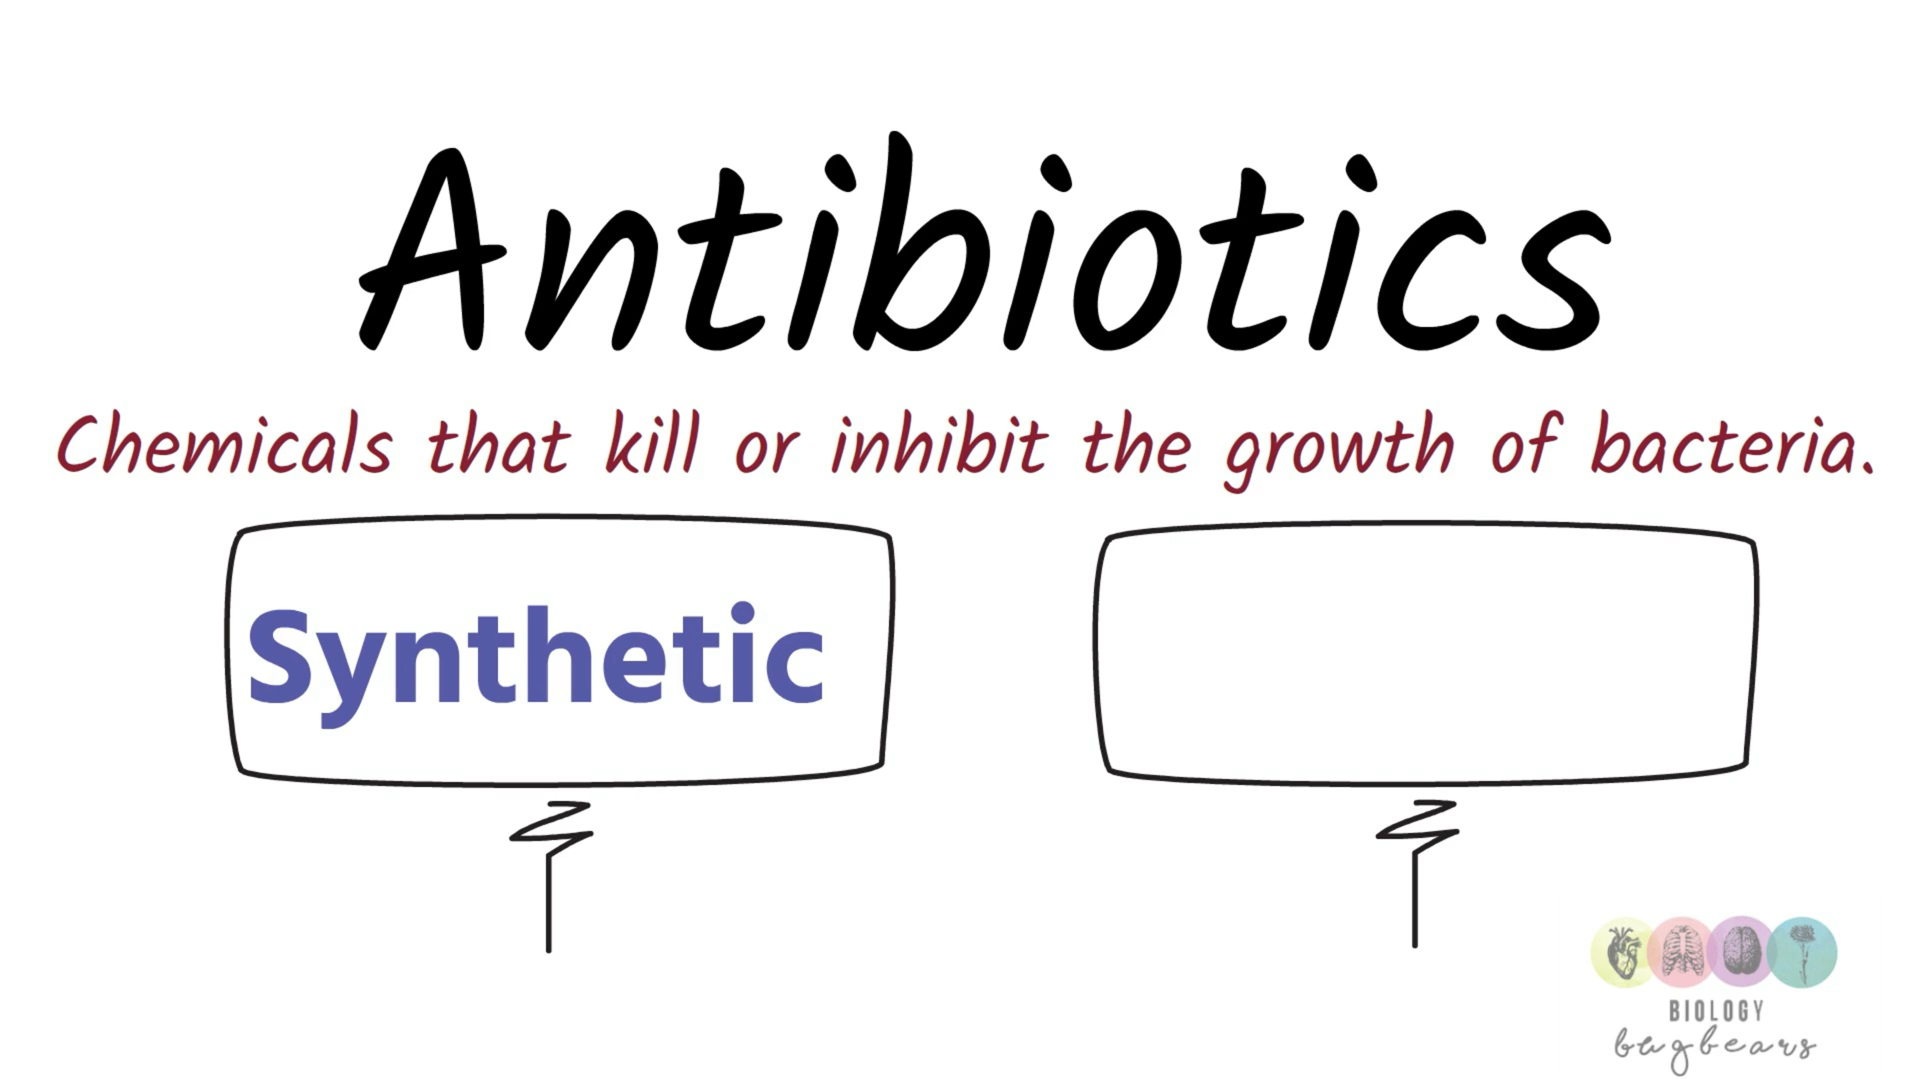 Antibiotics
Chemicals that kill or inhibit the growth of bacteria.
Synthetic
BIOLOGY
bugbears